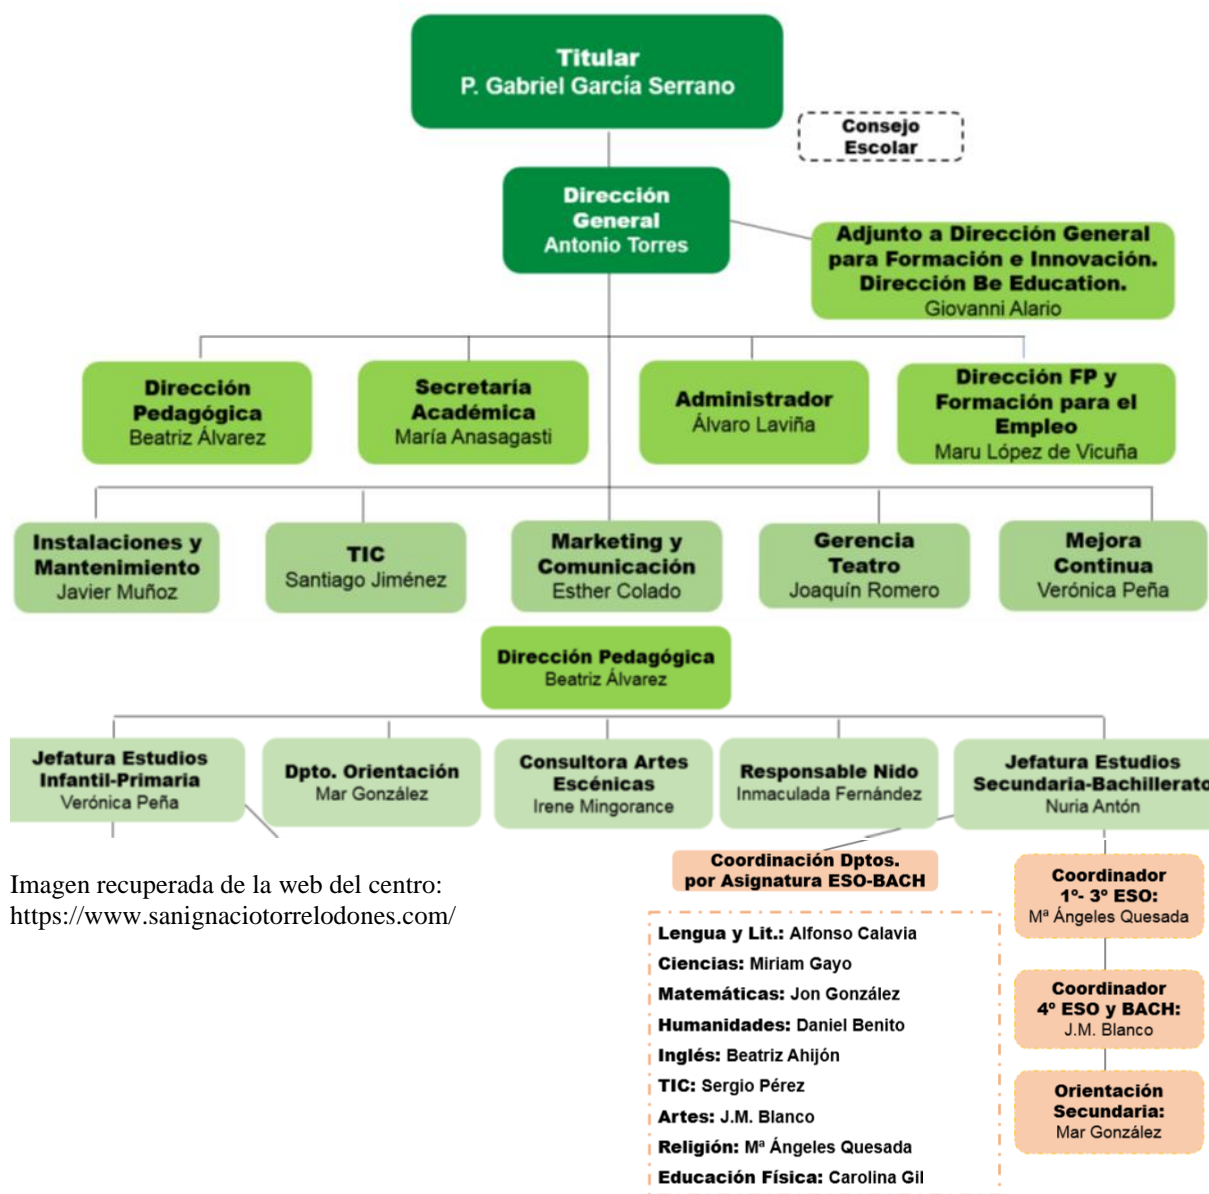 Titular
P. Gabriel García Serrano
Consejo
Escolar
Dirección
General
Antonio Torres
Adjunto a Dirección General
para Formación e Innovación.
Dirección Be Education.
Giovanni Alario
Dirección
Pedagógica
Beatriz Álvarez
Secretaría
Académica
María Anasagasti
Administrador
Álvaro Laviña
Dirección FP y
Formación para el
Empleo
Maru López de Vicuña
Instalaciones y
Mantenimiento
Javier Muñoz
TIC
Santiago Jiménez
Marketing y
Comunicación
Esther Colado
Gerencia
Teatro
Joaquín Romero
Mejora
Continua
Verónica Peña
Dirección Pedagógica
Beatriz Álvarez
Jefatura Estudios
Infantil-Primaria
Verónica Peña
Dpto. Orientación
Mar González
Consultora Artes
Escénicas
Irene Mingorance
Responsable Nido
Inmaculada Fernández
Jefatura Estudios
Secundaria-Bachillerato
Nuria Antón
Imagen recuperada de la web del centro:
https://www.sanignaciotorrelodones.com/
Coordinación Dptos.
por Asignatura ESO-BACH
Lengua y Lit.: Alfonso Calavia
Ciencias: Miriam Gayo
Matemáticas: Jon González
Humanidades: Daniel Benito
Inglés: Beatriz Ahijón
TIC: Sergio Pérez
Artes: J.M. Blanco
Religión: Mª Ángeles Quesada
Educación Física: Carolina Gil
Coordinador
1º- 3º ESO:
Mª Ángeles Quesada
Coordinador
4º ESO y BACH:
J.M. Blanco
Orientación
Secundaria:
Mar González